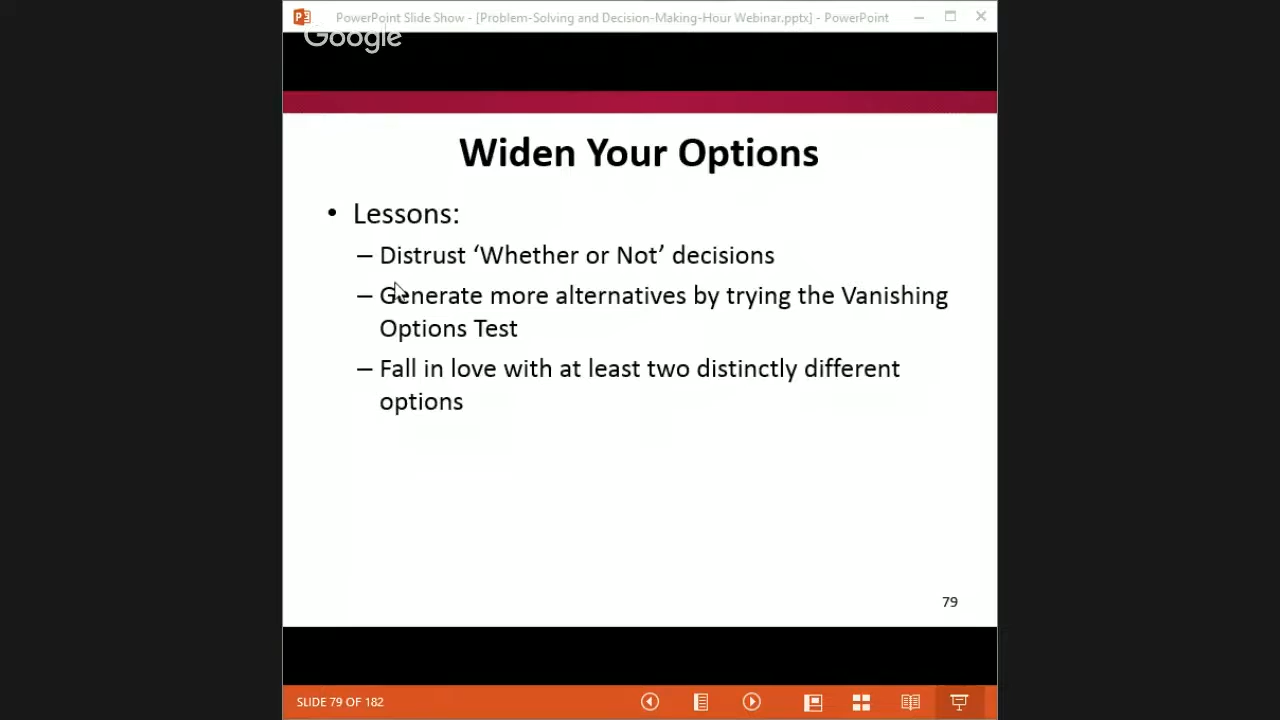 PowerPoint Slide Show - [Problem-Solving and Decision-Making-Hour Webinar.pptx] - PowerPoint
Google
Widen Your Options
• Lessons:
– Distrust ‘Whether or Not’ decisions
– Generate more alternatives by trying the Vanishing
Options Test
– Fall in love with at least two distinctly different
options
79
SLIDE 79 OF 182